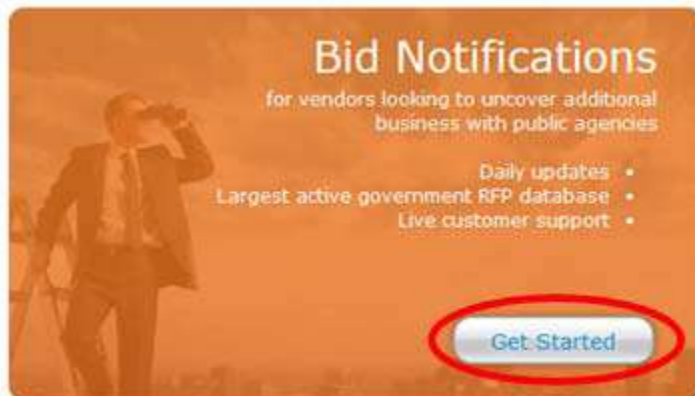 Bid Notifications
for vendors looking to uncover additional
business with public agencies
Daily updates •
Largest active government RFP database •
Live customer support •
Get Started